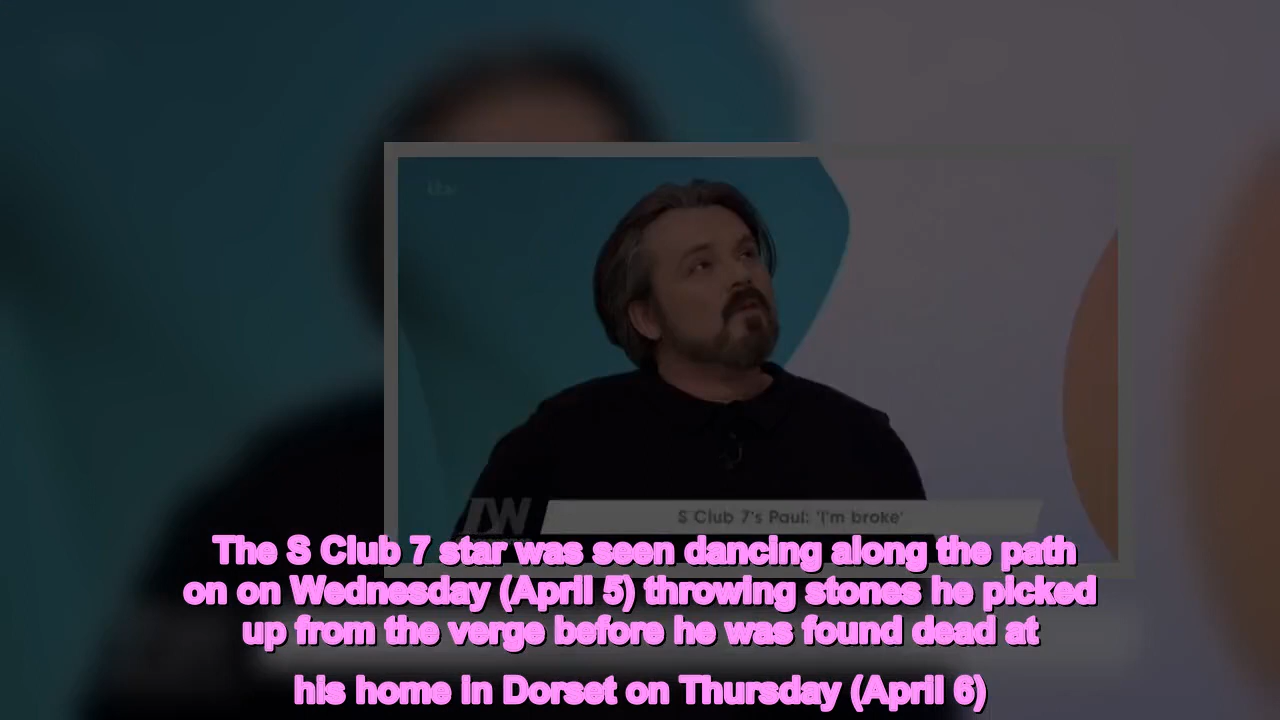 itv
LW
S Club 7's Paul: 'I'm broke'
The S Club 7 star was seen dancing along the path
on on Wednesday (April 5) throwing stones he picked
up from the verge before he was found dead at
his home in Dorset on Thursday (April 6)